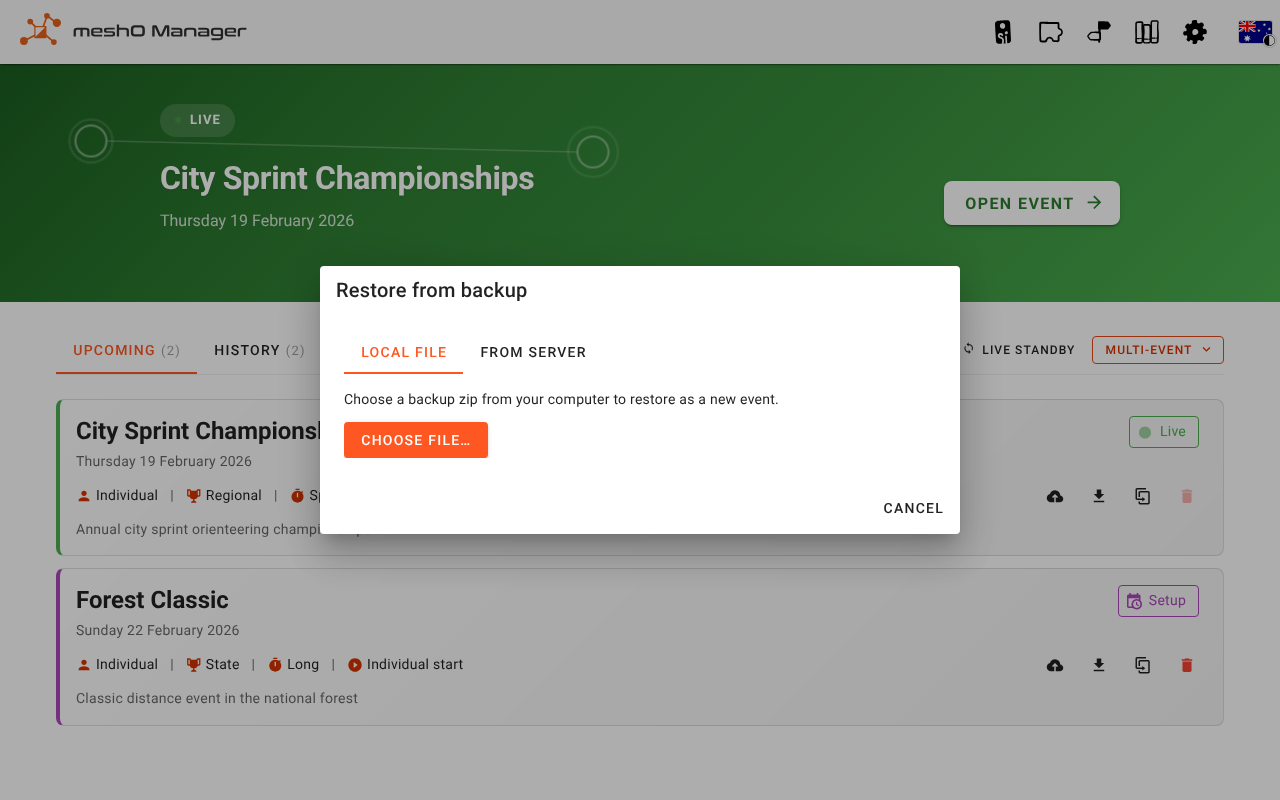 meshO Manager
LIVE
City Sprint Championships
Thursday 19 February 2026
OPEN EVENT
Restore from backup
LOCAL FILE FROM SERVER
Choose a backup zip from your computer to restore as a new event.
CHOOSE FILE…
CANCEL
UPCOMING (2) HISTORY (2)
LIVE STANDBY MULTI-EVENT
City Sprint
Thursday 19 February 2026
Individual | Regional |
Annual city sprint orienteering
Live
Forest Classic
Sunday 22 February 2026
Individual | State | Long | Individual start
Classic distance event in the national forest
Setup